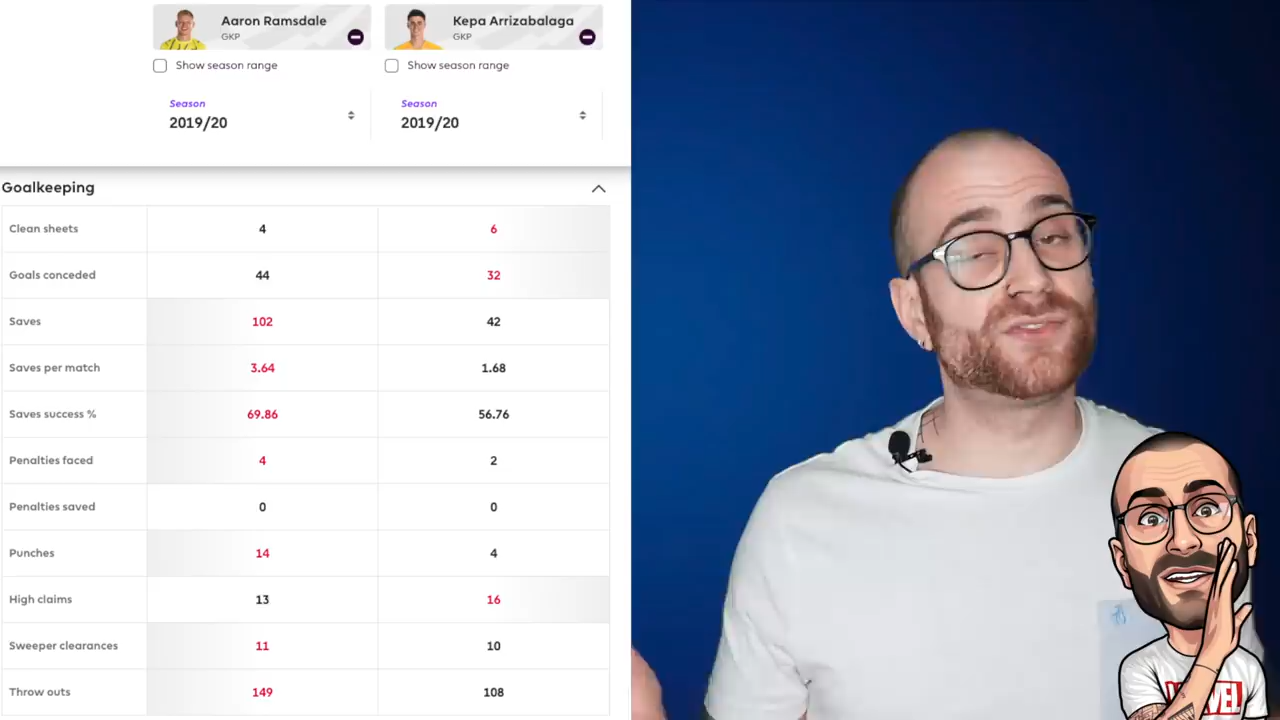 Aaron Ramsdale Kepa Arrizabalaga
GKP GKP
Show season range Show season range
Season Season
2019/20 2019/20
Goalkeeping
Clean sheets 4 6
Goals conceded 44 32
Saves 102 42
Saves per match 3.64 1.68
Saves success % 69.86 56.76
Penalties faced 4 2
Penalties saved 0 0
Punches 14 4
High claims 13 16
Sweeper clearances 11 10
Throw outs 149 108